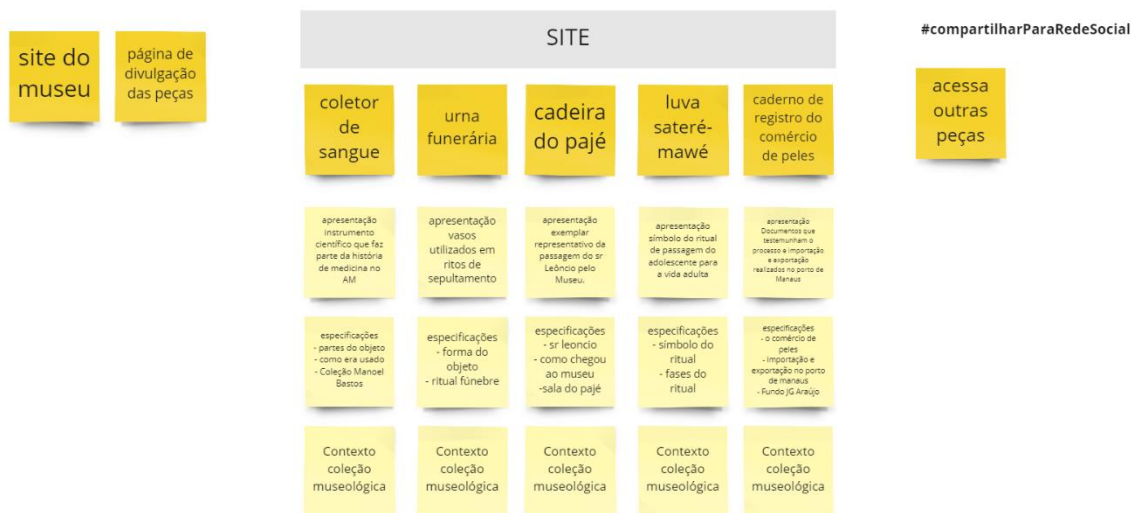 site do
museu
página de
divulgação
das peças
SITE
#compartilharParaRedeSocial
coletor
de
sangue
urna
funerária
cadeira
do pajé
luva
sateré-
mawé
caderno de
registro do
comércio
de peles
acessa
outras
peças
apresentação
instrumento
científico que faz
parte da história
de medicina no
AM
apresentação
vasos
utilizados em
ritos de
sepultamento
apresentação
exemplar
representativo da
passagem do sr
Leôncio pelo
Museu.
apresentação
símbolo do ritual
de passagem do
adolescente para
a vida adulta
apresentação
Documentos que
testemunham o
processo e importação
e exportação
realizados no porto de
Manaus
especificações
- partes do objeto
- como era usado
- Coleção Manoel
Bastos
especificações
- forma do
objeto
- ritual fúnebre
especificações
- sr leoncio
- como chegou
ao museu
-sala do pajé
especificações
- símbolo do
ritual
- fases do
ritual
especificações
- o comércio de
peles
- importação e
exportação no porto
de manaus
- Fundo JG Araújo
Contexto
coleção
museológica
Contexto
coleção
museológica
Contexto
coleção
museológica
Contexto
coleção
museológica
Contexto
coleção
museológica